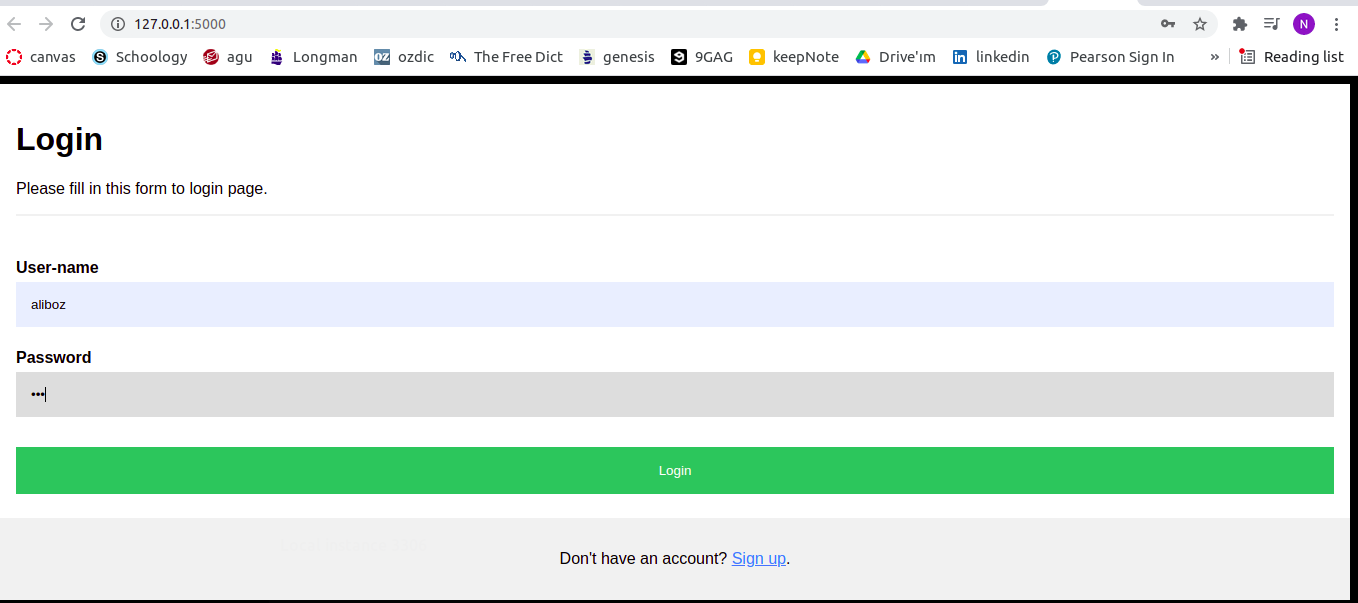 127.0.0.1:5000
N
canvas Schoology agu Longman ozdic The Free Dict genesis 9GAG keepNote Drive'ım linkedin Pearson Sign In » Reading list
Login
Please fill in this form to login page.
User-name
aliboz
Password
•••
Login
Don't have an account? Sign up.